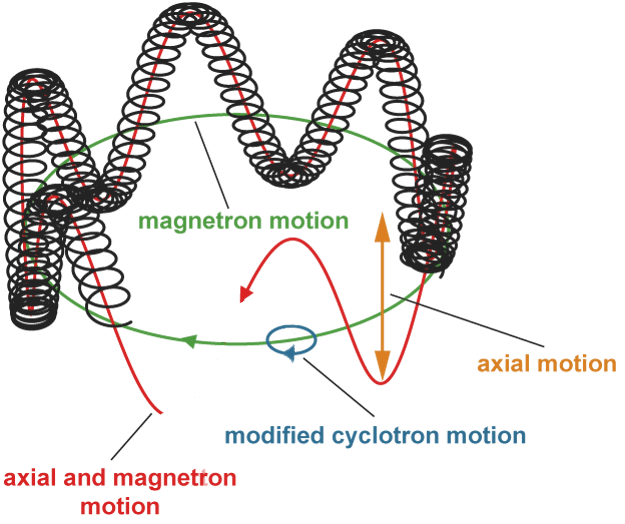 magnetron motion
axial motion
modified cyclotron motion
axial and magnetron
motion